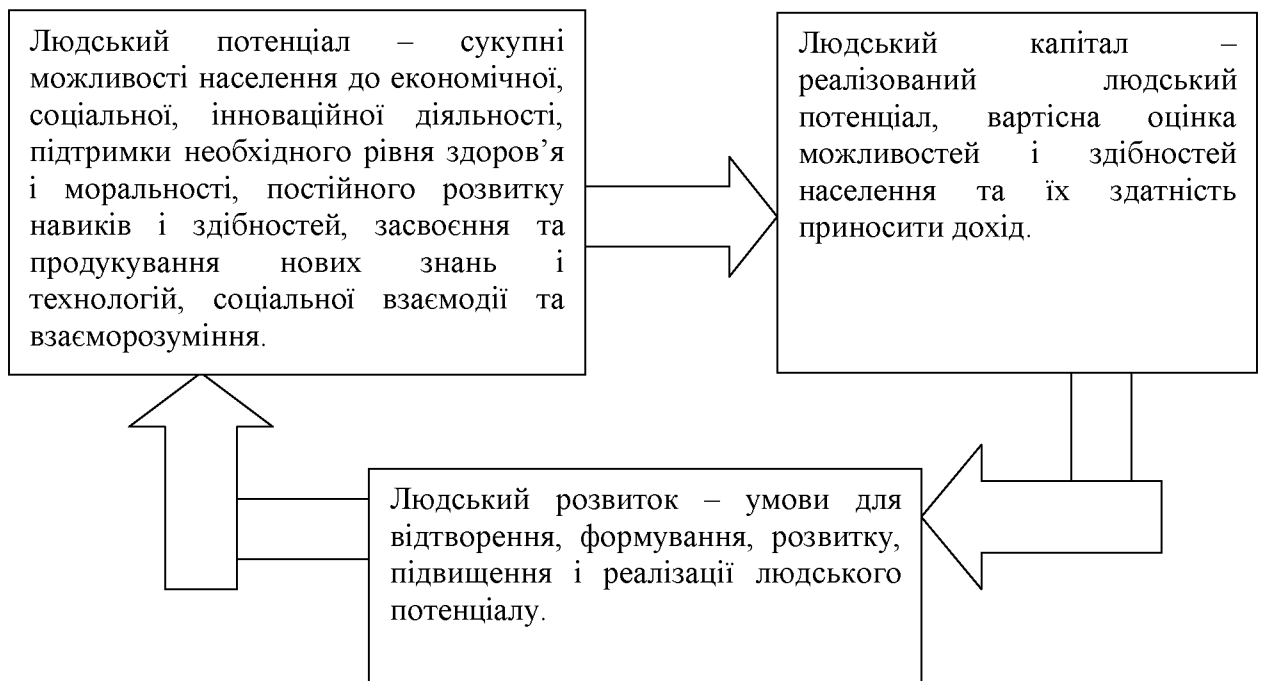 Людський потенціал – сукупні
можливості населення до економічної,
соціальної, інноваційної діяльності,
підтримки необхідного рівня здоров’я
і моральності, постійного розвитку
навиків і здібностей, засвоєння та
продукування нових знань і
технологій, соціальної взаємодії та
взаєморозуміння.
Людський капітал –
реалізований людський
потенціал, вартісна оцінка
можливостей і здібностей
населення та їх здатність
приносити дохід.
Людський розвиток – умови для
відтворення, формування, розвитку,
підвищення і реалізації людського
потенціалу.